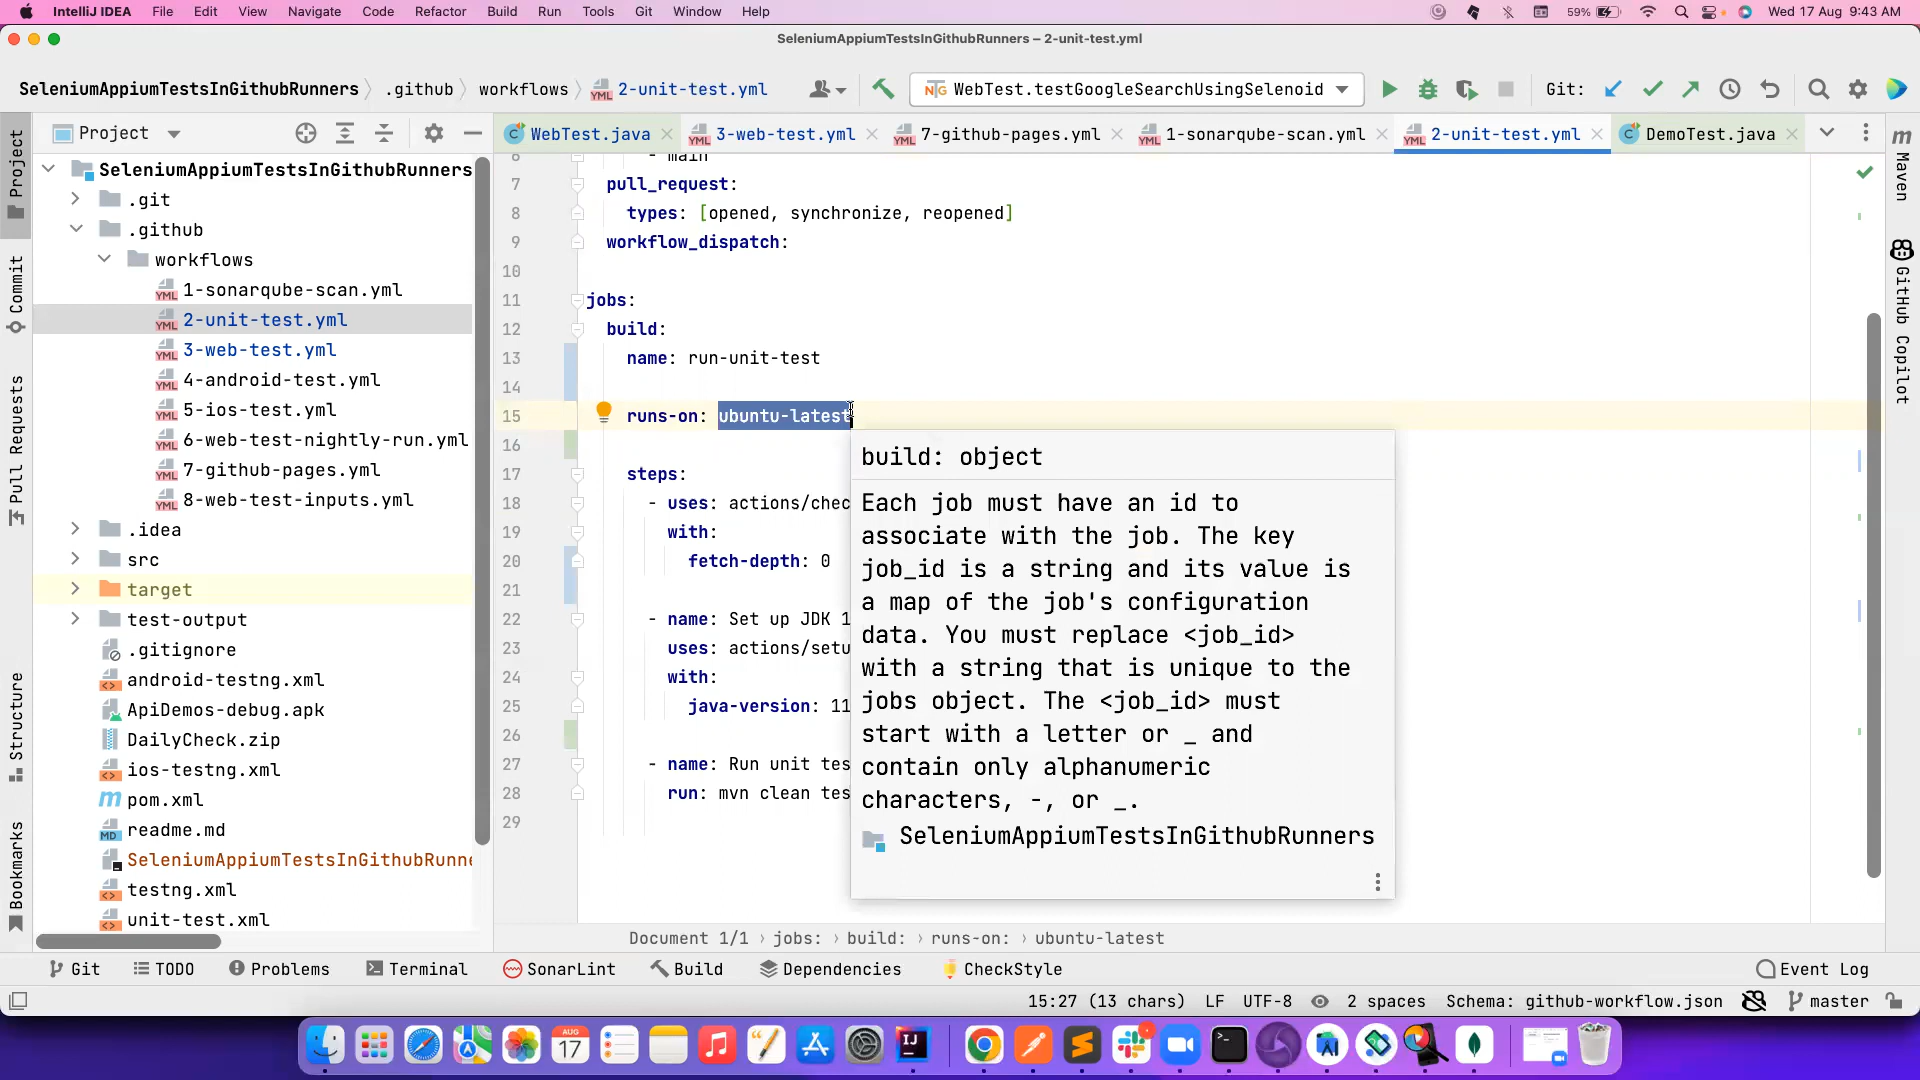 IntelliJ IDEA File Edit View Navigate Code Refactor Build Run Tools Git Window Help 59% Wed 17 Aug 9:43 AM
SeleniumAppiumTestsInGithubRunners – 2-unit-test.yml
SeleniumAppiumTestsInGithubRunners .github workflows YML 2-unit-test.yml NG WebTest.testGoogleSearchUsingSelenoid Git:
Project WebTest.java 3-web-test.yml 7-github-pages.yml 1-sonarqube-scan.yml 2-unit-test.yml DemoTest.java
Project
Commit
Pull Requests
Structure
Bookmarks
SeleniumAppiumTestsInGithubRunners
.git
.github
workflows
1-sonarqube-scan.yml
2-unit-test.yml
3-web-test.yml
4-android-test.yml
5-ios-test.yml
6-web-test-nightly-run.yml
7-github-pages.yml
8-web-test-inputs.yml
.idea
src
target
test-output
.gitignore
android-testng.xml
ApiDemos-debug.apk
DailyCheck.zip
ios-testng.xml
pom.xml
readme.md
SeleniumAppiumTestsInGithubRunne
testng.xml
unit-test.xml
6 - main
7 pull_request:
8 types: [opened, synchronize, reopened]
9 workflow_dispatch:
10
11 jobs:
12 build:
13 name: run-unit-test
14
15 runs-on: ubuntu-latest
16
17 steps:
18 - uses: actions/chec
19 with:
20 fetch-depth: 0
21
22 - name: Set up JDK 1
23 uses: actions/setu
24 with:
25 java-version: 11
26
27 - name: Run unit tes
28 run: mvn clean tes
29
build: object
Each job must have an id to
associate with the job. The key
job_id is a string and its value is
a map of the job's configuration
data. You must replace <job_id>
with a string that is unique to the
jobs object. The <job_id> must
start with a letter or _ and
contain only alphanumeric
characters, -, or _.
SeleniumAppiumTestsInGithubRunners
Maven
GitHub Copilot
Document 1/1 › jobs: › build: › runs-on: › ubuntu-latest
Git TODO Problems Terminal SonarLint Build Dependencies CheckStyle Event Log
15:27 (13 chars) LF UTF-8 2 spaces Schema: github-workflow.json master
AUG
17
IJ